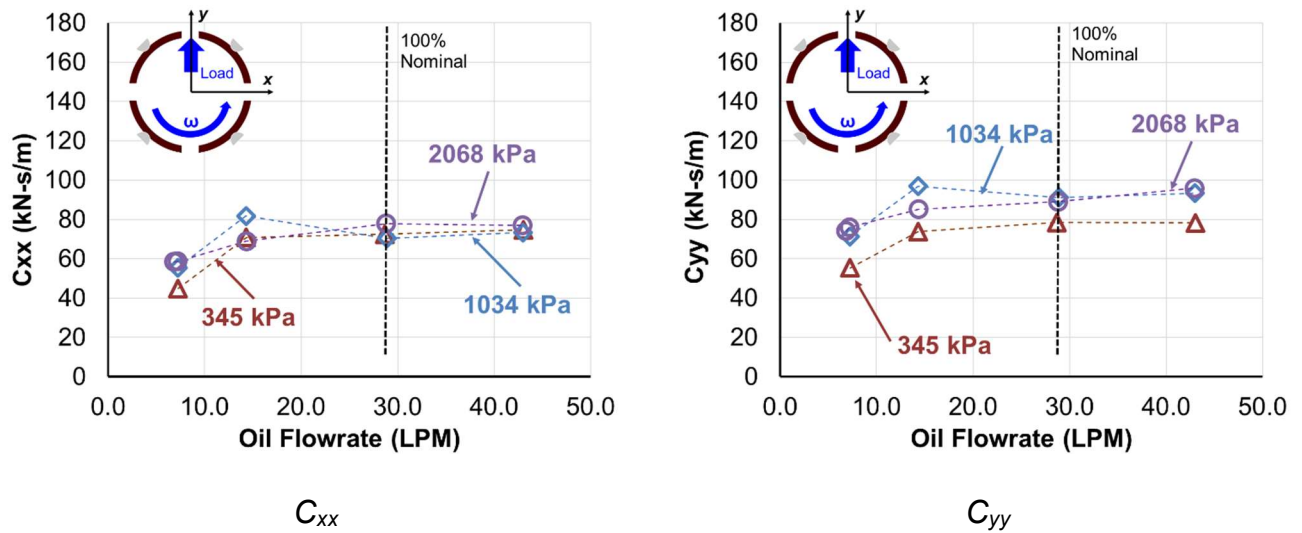 180
160
140
120
100
80
60
40
20
0
Cxx (kN-s/m)
y
Load
x
ω
100%
Nominal
2068 kPa
345 kPa
1034 kPa
0.0 10.0 20.0 30.0 40.0 50.0
Oil Flowrate (LPM)
Cxx
180
160
140
120
100
80
60
40
20
0
Cyy (kN-s/m)
y
Load
x
ω
100%
Nominal
1034 kPa
2068 kPa
345 kPa
0.0 10.0 20.0 30.0 40.0 50.0
Oil Flowrate (LPM)
Cyy